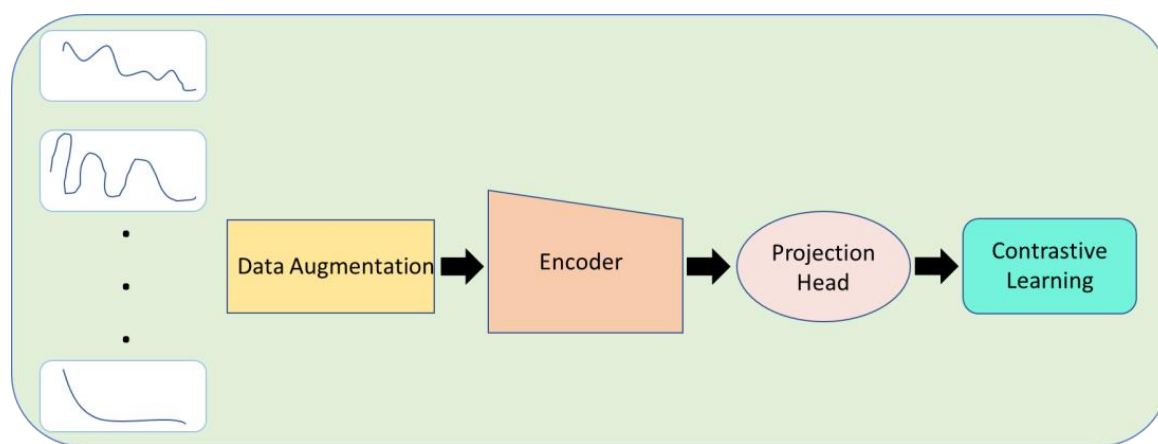 Data Augmentation
Encoder
Projection
Head
Contrastive
Learning